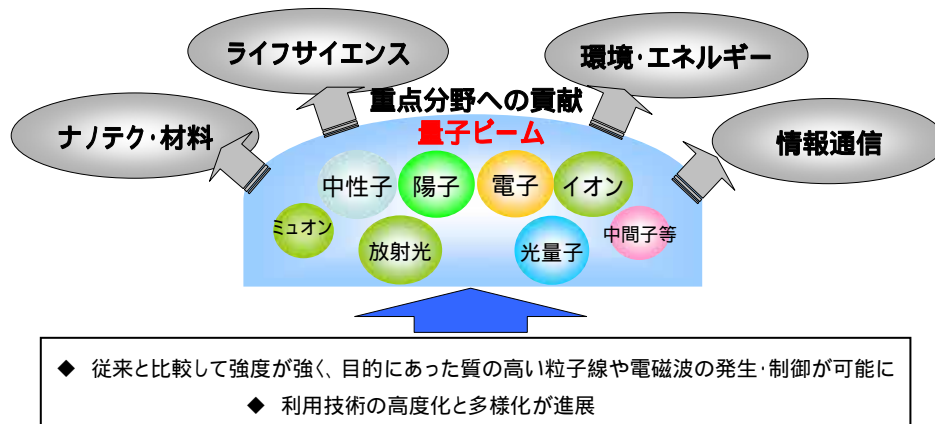 ライフサイエンス
環境・エネルギー
重点分野への貢献
ナノテク・材料
量子ビーム
情報通信
中性子
陽子
電子
イオン
ミュオン
放射光
光量子
中間子等
◆ 従来と比較して強度が強く、目的にあった質の高い粒子線や電磁波の発生・制御が可能に
◆ 利用技術の高度化と多様化が進展